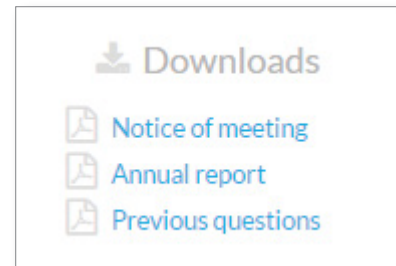 Downloads
Notice of meeting
Annual report
Previous questions